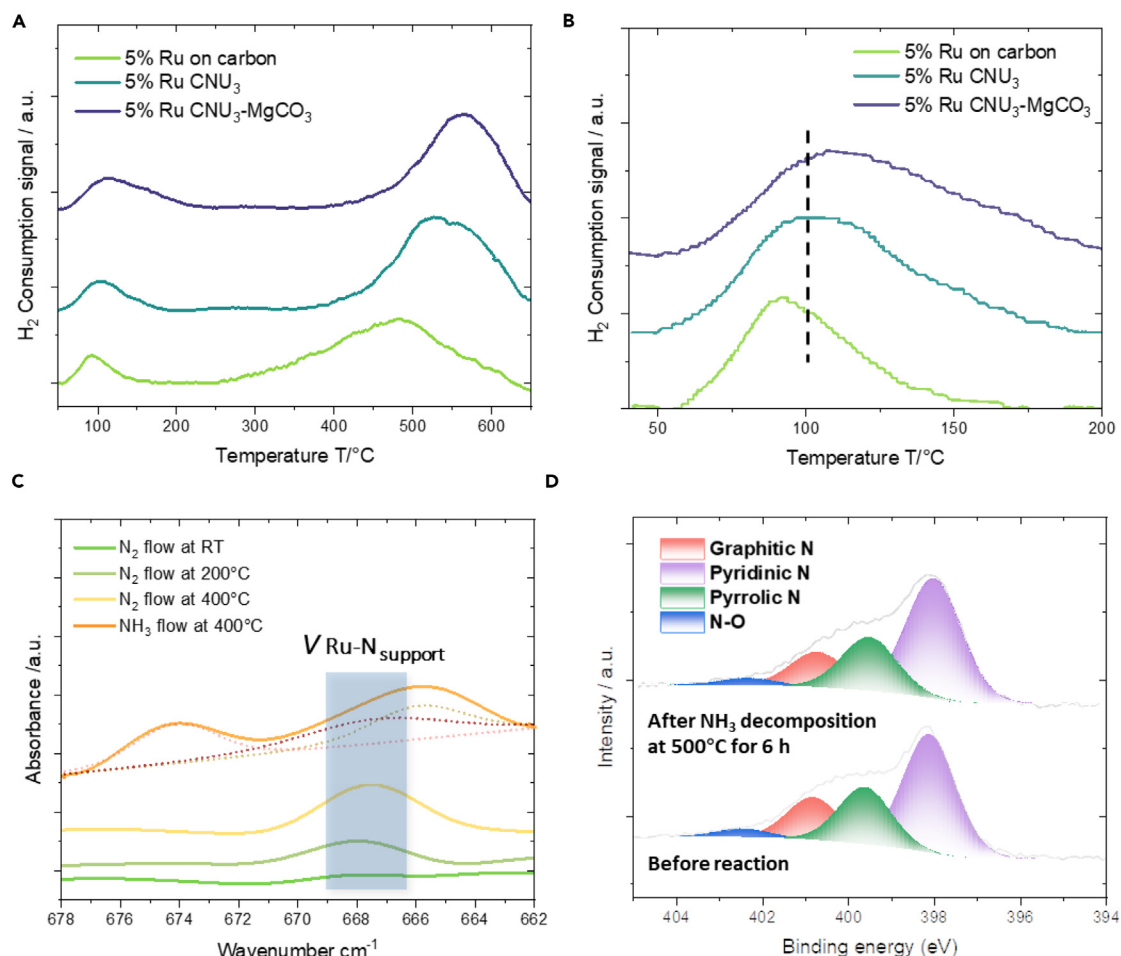 A
5% Ru on carbon
5% Ru CNU₃
5% Ru CNU₃-MgCO₃
H₂ Consumption signal / a.u.
100 200 300 400 500 600
Temperature T/°C
B
5% Ru on carbon
5% Ru CNU₃
5% Ru CNU₃-MgCO₃
H₂ Consumption signal / a.u.
50 100 150 200
Temperature T/°C
C
N₂ flow at RT
N₂ flow at 200°C
N₂ flow at 400°C
NH₃ flow at 400°C
V Ru-N support
Absorbance /a.u.
678 676 674 672 670 668 666 664 662
Wavenumber cm⁻¹
D
Graphitic N
Pyridinic N
Pyrrolic N
N-O
After NH₃ decomposition
at 500°C for 6 h
Before reaction
Intensity / a.u.
404 402 400 398 396 394
Binding energy (eV)